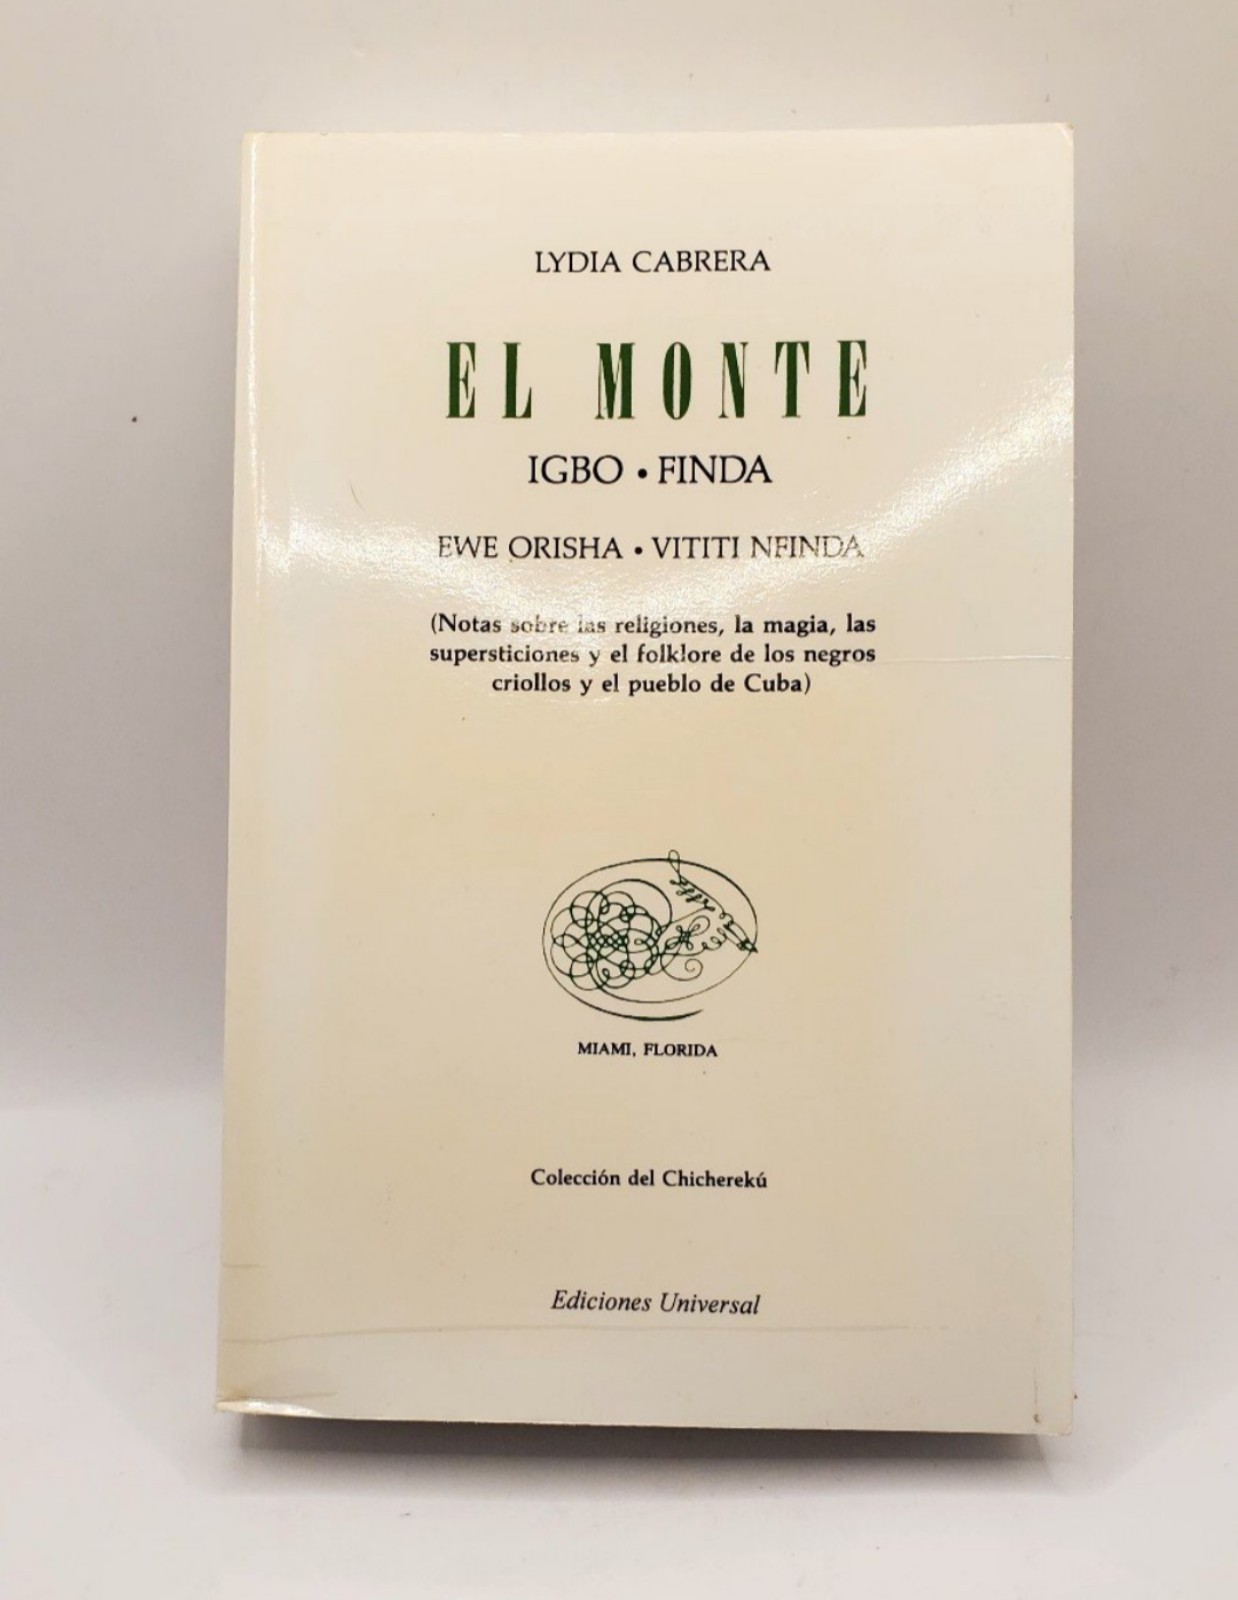 LYDIA CABRERA
EL MONTE
IGBO • FINDA
EWE ORISHA • VITITI NFINDA
(Notas sobre las religiones, la magia, las
supersticiones y el folklore de los negros
criollos y el pueblo de Cuba)
MIAMI, FLORIDA
Colección del Chicherekú
Ediciones Universal